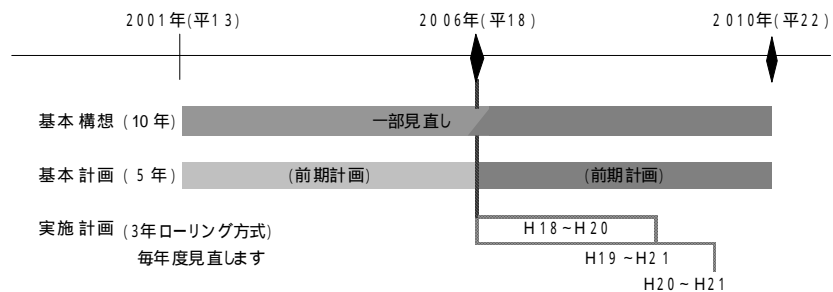 2001年(平13) 2006年(平18) 2010年(平22)
基本構想 (10年) 一部見直し
基本計画 (5年) (前期計画) (前期計画)
実施計画 (3年ローリング方式) H18~H20
毎年度見直します H19~H21
H20~H21